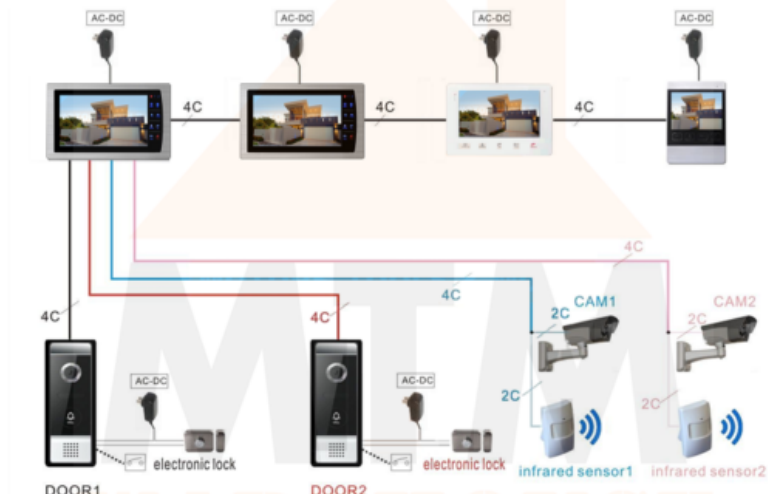 AC-DC
AC-DC
AC-DC
AC-DC
4C
4C
4C
4C
4C
CAM1
CAM2
2C
2C
4C
4C
2C
2C
AC-DC
AC-DC
electronic lock
electronic lock
infrared sensor1
infrared sensor2
DOOR1
DOOR2
MTM